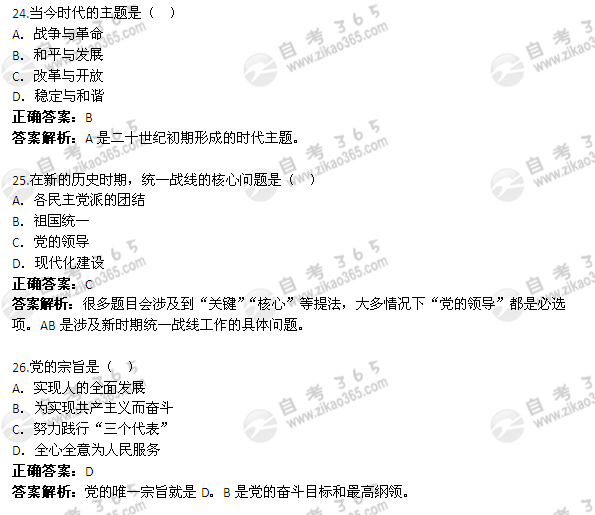 24.当今时代的主题是（　）
A．战争与革命
B．和平与发展
C．改革与开放
D．稳定与和谐
正确答案：B
答案解析：A 是二十世纪初期形成的时代主题。
25.在新的历史时期，统一战线的核心问题是（　）
A．各民主党派的团结
B．祖国统一
C．党的领导
D．现代化建设
正确答案：C
答案解析：很多题目会涉及到“关键”“核心”等提法，大多情况下“党的领导”都是必选
项。AB 是涉及新时期统一战线工作的具体问题。
26.党的宗旨是（　）
A．实现人的全面发展
B．为实现共产主义而奋斗
C．努力践行“三个代表”
D．全心全意为人民服务
正确答案：D
答案解析：党的唯一宗旨就是 D。B 是党的奋斗目标和最高纲领。
自考365
www.zikao365.com